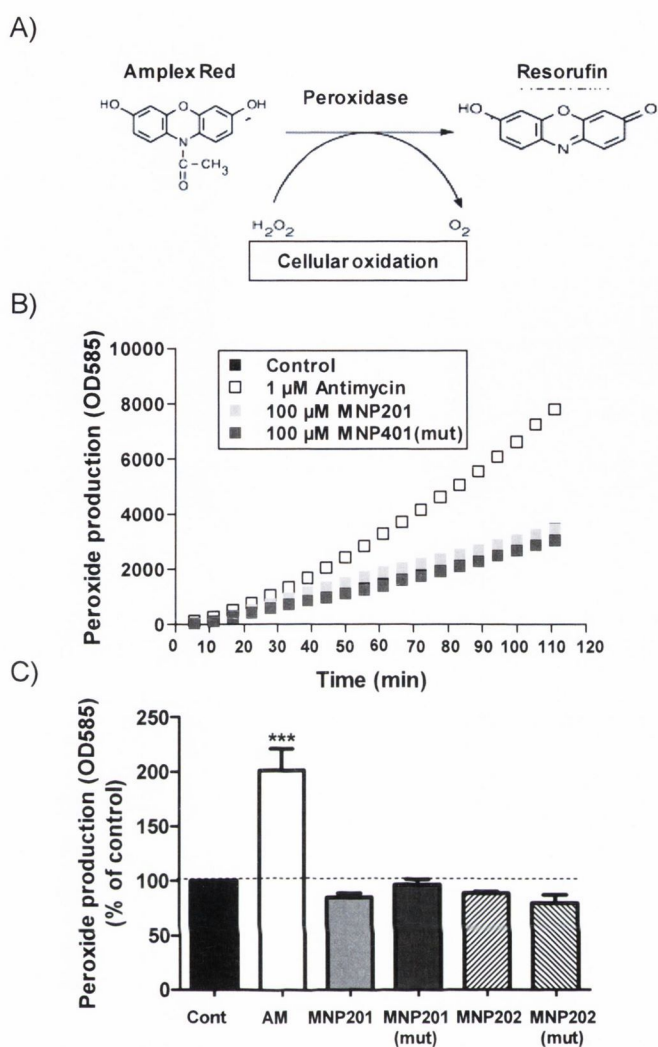 A)
Amplex Red
Peroxidase
Resorufin
HO
O
OH
N
C-CH3
O
HO
O
O
N
H2O2
O2
Cellular oxidation
B)
Peroxide production (OD585)
10000
8000
6000
4000
2000
0
Control
1 µM Antimycin
100 µM MNP201
100 µM MNP401(mut)
0 10 20 30 40 50 60 70 80 90 100 110 120
Time (min)
C)
Peroxide production (OD585)
(% of control)
250
200
150
100
50
0
***
Cont AM MNP201 MNP201 MNP202 MNP202
(mut) (mut)